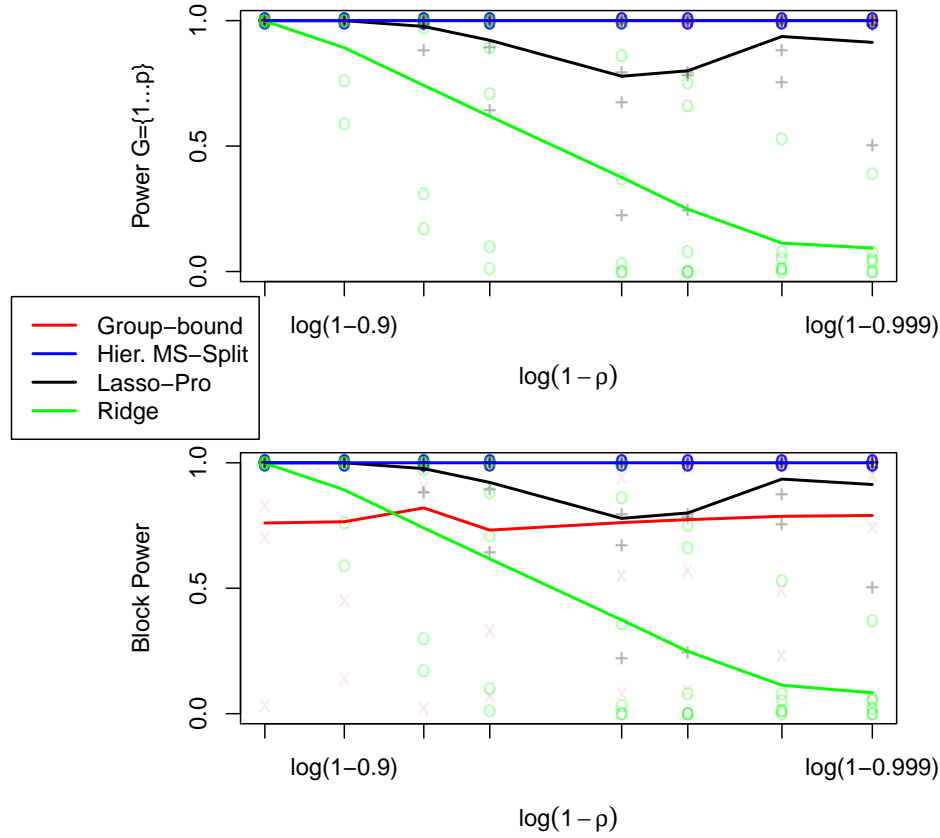 1.0
0.5
0.0
Power G={1...p}
log(1−0.9)
log(1−0.999)
log(1−ρ)
Group−bound
Hier. MS−Split
Lasso−Pro
Ridge
1.0
0.5
0.0
Block Power
log(1−0.9)
log(1−0.999)
log(1−ρ)